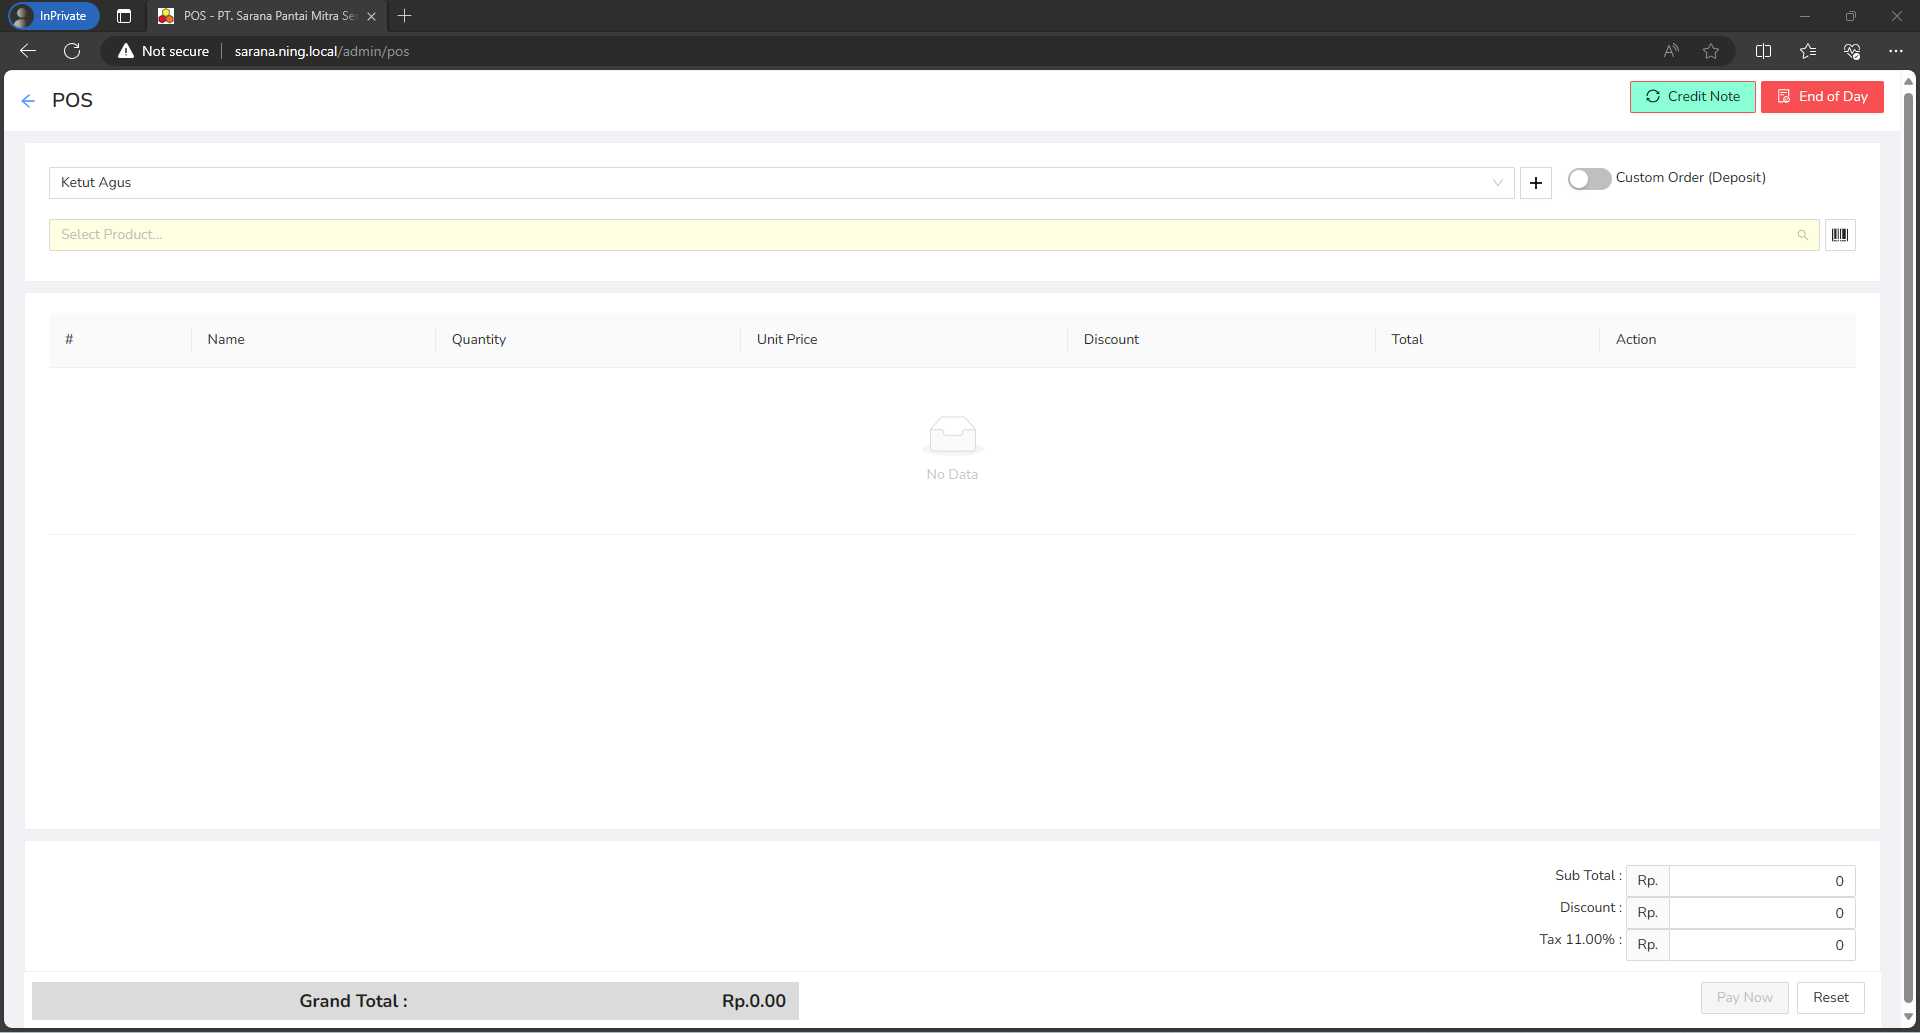 InPrivate
POS - PT. Sarana Pantai Mitra Se
Not secure
sarana.ning.local/admin/pos
POS
Credit Note
End of Day
Ketut Agus
Custom Order (Deposit)
Select Product...
# Name Quantity Unit Price Discount Total Action
No Data
Sub Total : Rp. 0
Discount : Rp. 0
Tax 11.00% : Rp. 0
Grand Total : Rp.0.00
Pay Now
Reset